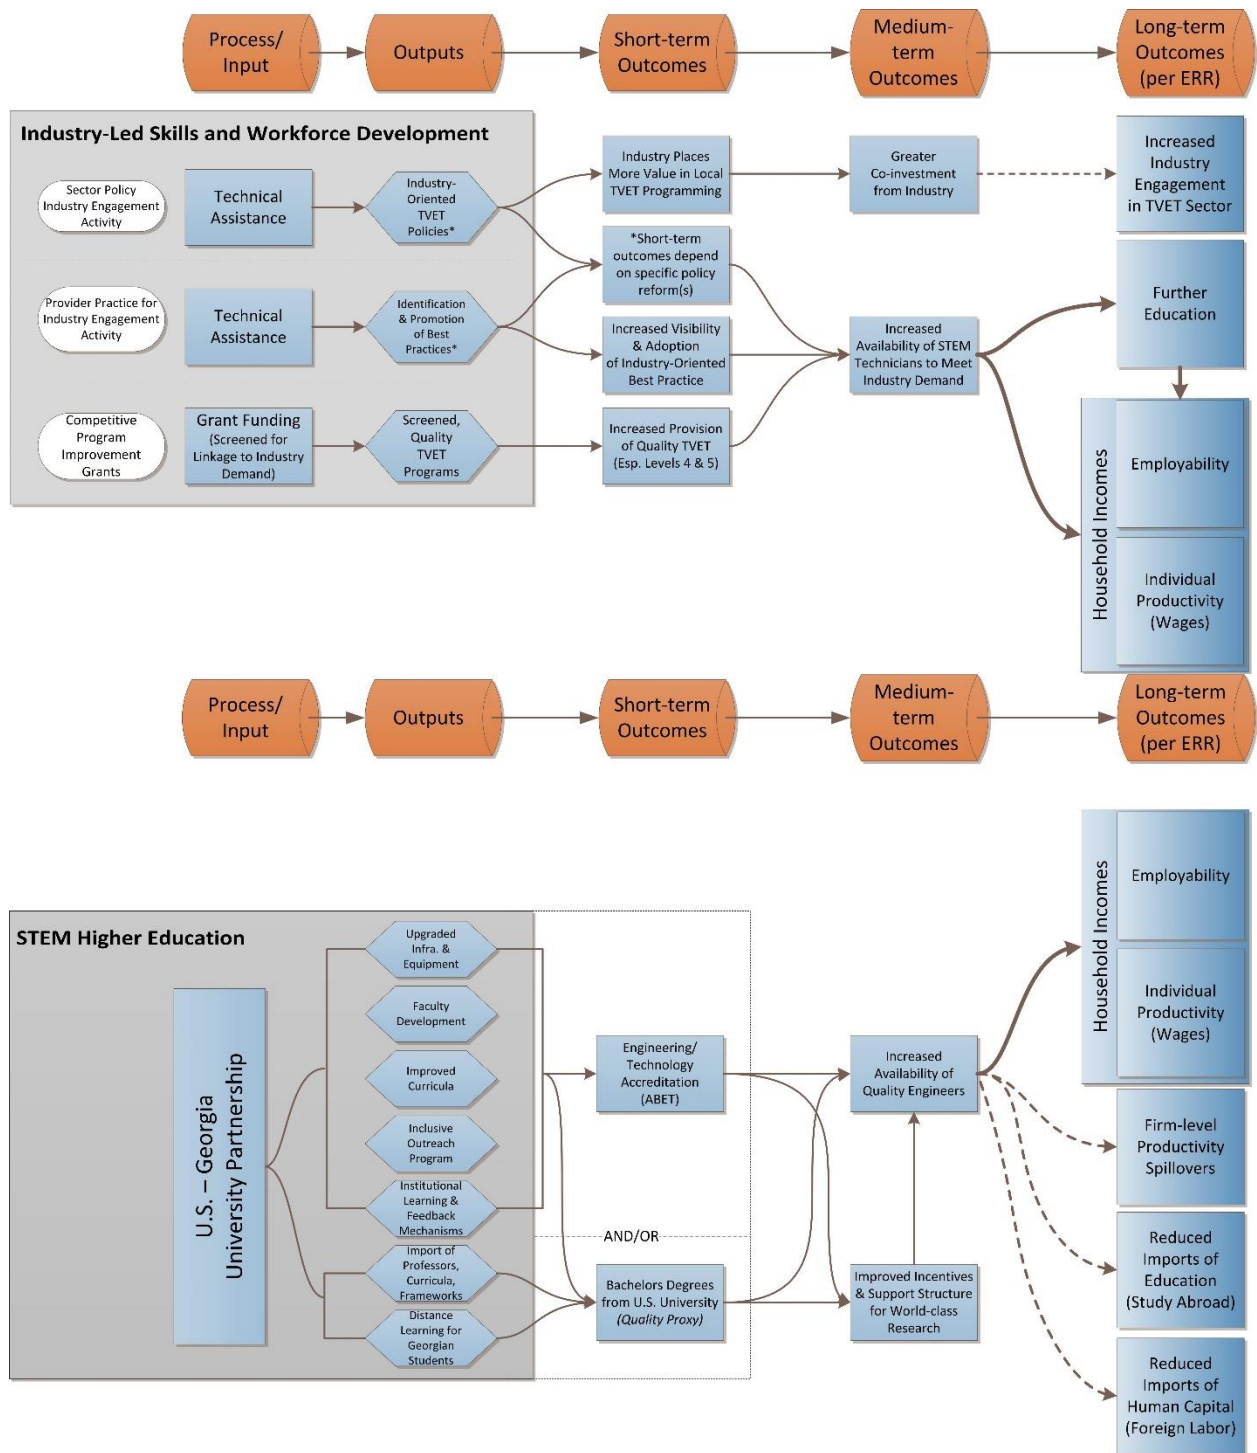 Process/
Input
Outputs
Short-term
Outcomes
Medium-
term
Outcomes
Long-term
Outcomes
(per ERR)
Industry-Led Skills and Workforce Development
Sector Policy
Industry Engagement
Activity
Technical
Assistance
Industry-
Oriented
TVET
Policies*
Industry Places
More Value in Local
TVET Programming
Greater
Co-investment
from Industry
Increased
Industry
Engagement
in TVET Sector
*Short-term
outcomes depend
on specific policy
reform(s)
Provider Practice for
Industry Engagement
Activity
Technical
Assistance
Identification
& Promotion
of Best
Practices*
Increased Visibility
& Adoption
of Industry-Oriented
Best Practice
Increased
Availability of STEM
Technicians to Meet
Industry Demand
Further
Education
Competitive
Program
Improvement
Grants
Grant Funding
(Screened for
Linkage to Industry
Demand)
Screened,
Quality
TVET
Programs
Increased Provision
of Quality TVET
(Esp. Levels 4 & 5)
Household Incomes
Employability
Individual
Productivity
(Wages)
Process/
Input
Outputs
Short-term
Outcomes
Medium-
term
Outcomes
Long-term
Outcomes
(per ERR)
STEM Higher Education
U.S. – Georgia
University Partnership
Upgraded
Infra. &
Equipment
Faculty
Development
Improved
Curricula
Inclusive
Outreach
Program
Institutional
Learning &
Feedback
Mechanisms
Import of
Professors,
Curricula,
Frameworks
Distance
Learning for
Georgian
Students
Engineering/
Technology
Accreditation
(ABET)
AND/OR
Bachelors Degrees
from U.S. University
(Quality Proxy)
Increased
Availability of
Quality Engineers
Improved Incentives
& Support Structure
for World-class
Research
Household Incomes
Employability
Individual
Productivity
(Wages)
Firm-level
Productivity
Spillovers
Reduced
Imports of
Education
(Study Abroad)
Reduced
Imports of
Human Capital
(Foreign Labor)